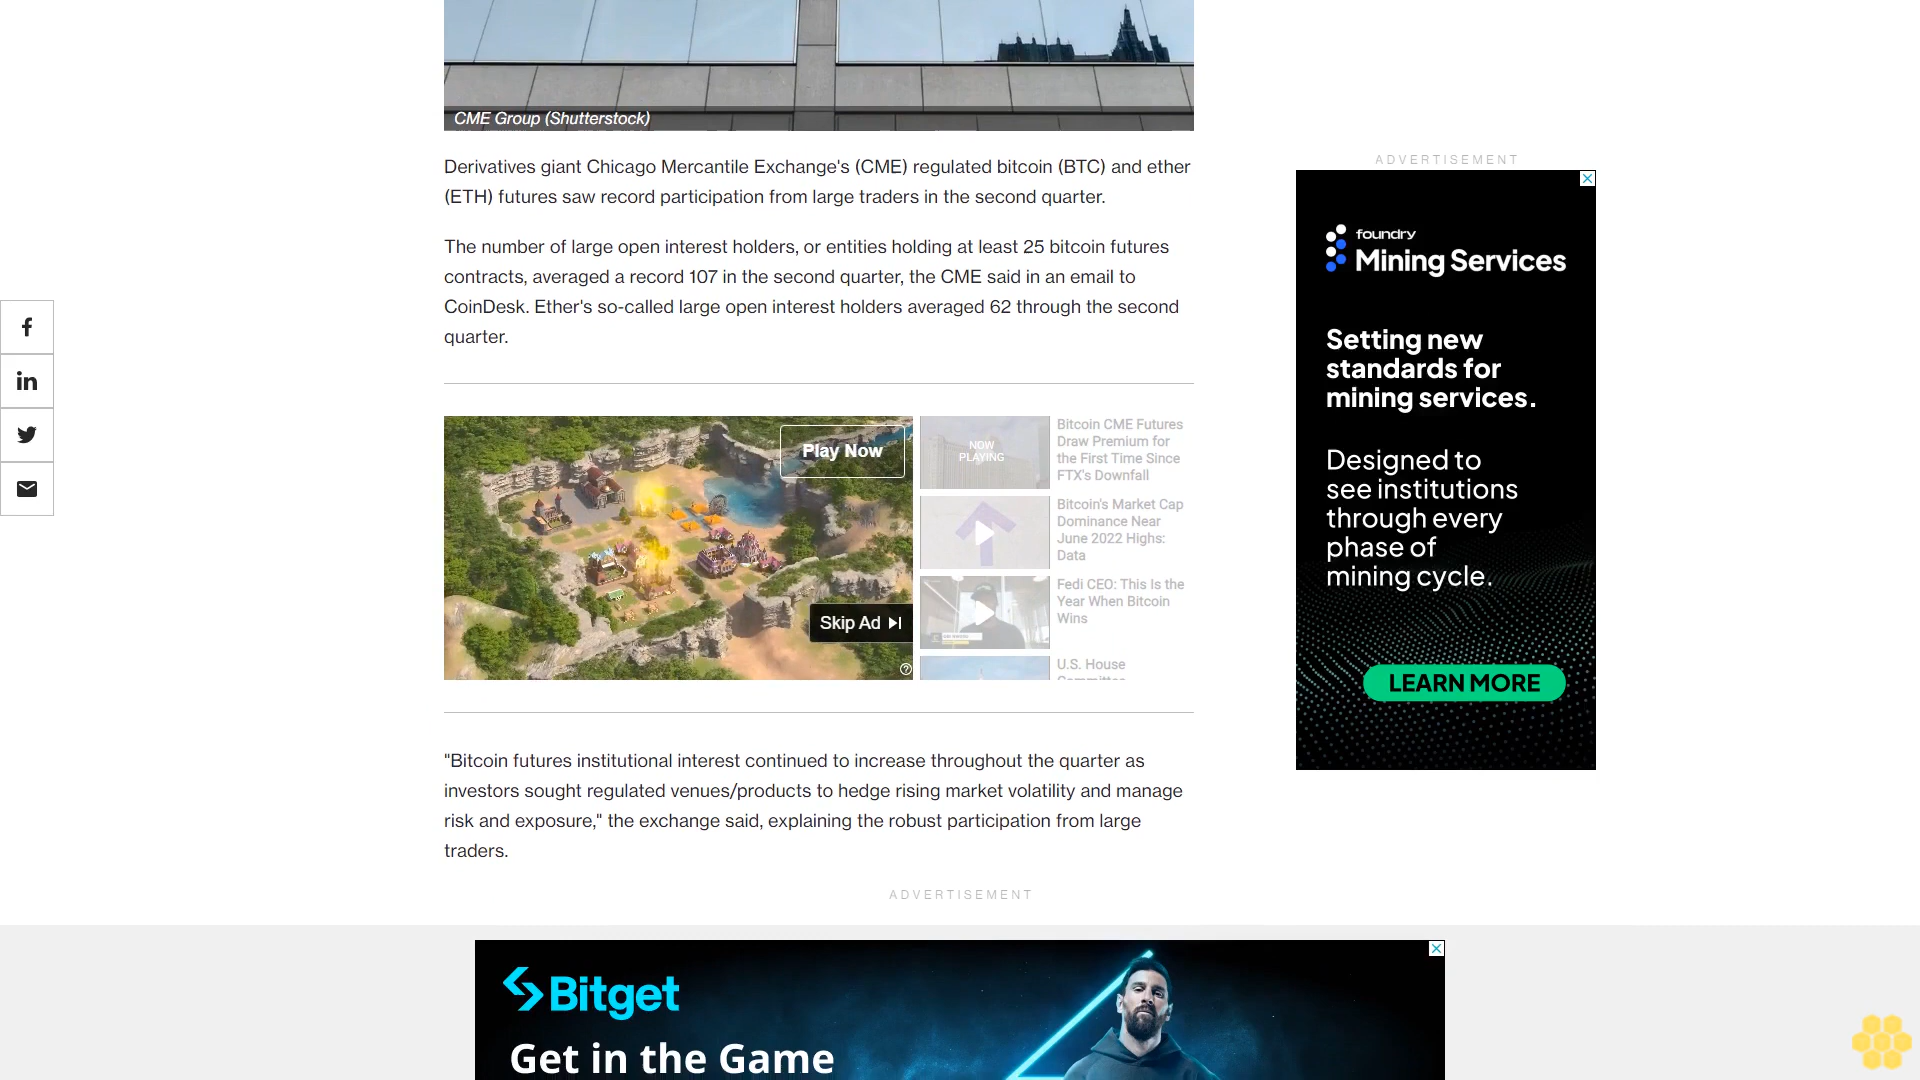 CME Group (Shutterstock)
Derivatives giant Chicago Mercantile Exchange's (CME) regulated bitcoin (BTC) and ether
(ETH) futures saw record participation from large traders in the second quarter.
The number of large open interest holders, or entities holding at least 25 bitcoin futures
contracts, averaged a record 107 in the second quarter, the CME said in an email to
CoinDesk. Ether's so-called large open interest holders averaged 62 through the second
quarter.
Play Now
Skip Ad
NOW
PLAYING
Bitcoin CME Futures
Draw Premium for
the First Time Since
FTX's Downfall
Bitcoin's Market Cap
Dominance Near
June 2022 Highs:
Data
Fedi CEO: This Is the
Year When Bitcoin
Wins
U.S. House
Committee
"Bitcoin futures institutional interest continued to increase throughout the quarter as
investors sought regulated venues/products to hedge rising market volatility and manage
risk and exposure," the exchange said, explaining the robust participation from large
traders.
ADVERTISEMENT
foundry
Mining Services
Setting new
standards for
mining services.
Designed to
see institutions
through every
phase of
mining cycle.
LEARN MORE
ADVERTISEMENT
Bitget
Get in the Game